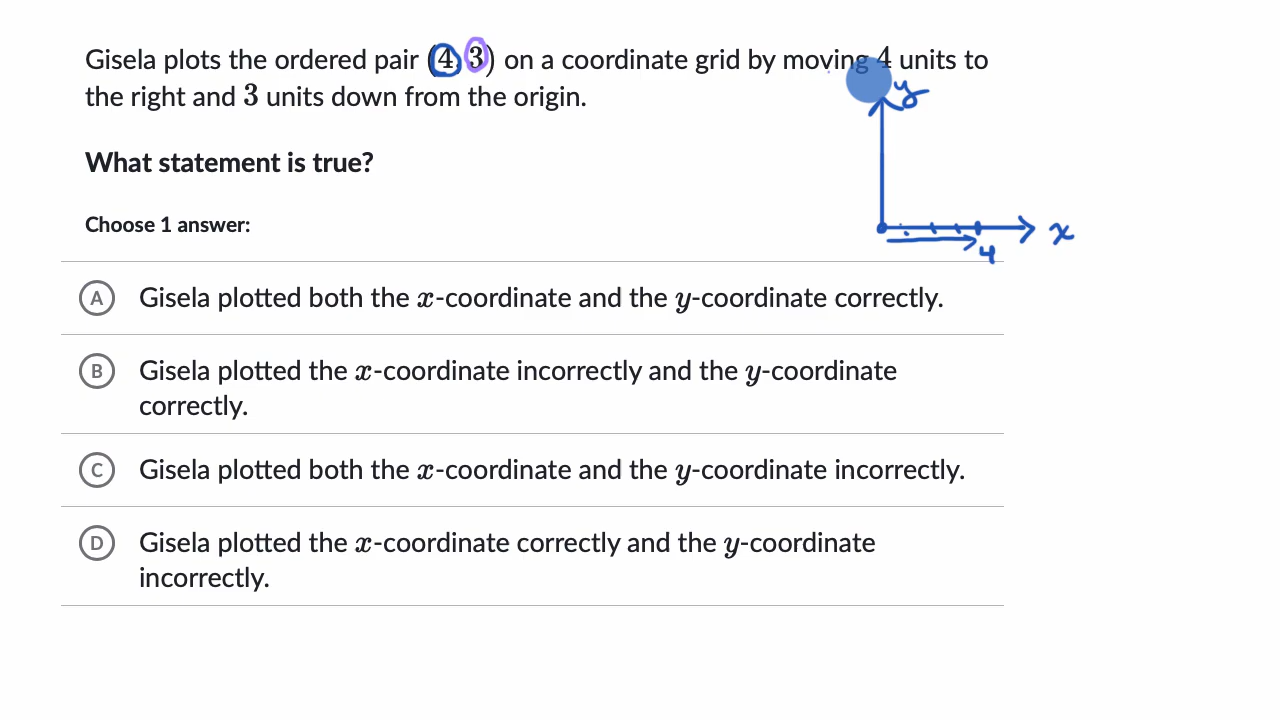 Gisela plots the ordered pair (4, 3) on a coordinate grid by moving 4 units to
the right and 3 units down from the origin.
y
What statement is true?
Choose 1 answer:
x
4
A Gisela plotted both the x-coordinate and the y-coordinate correctly.
B Gisela plotted the x-coordinate incorrectly and the y-coordinate
correctly.
C Gisela plotted both the x-coordinate and the y-coordinate incorrectly.
D Gisela plotted the x-coordinate correctly and the y-coordinate
incorrectly.